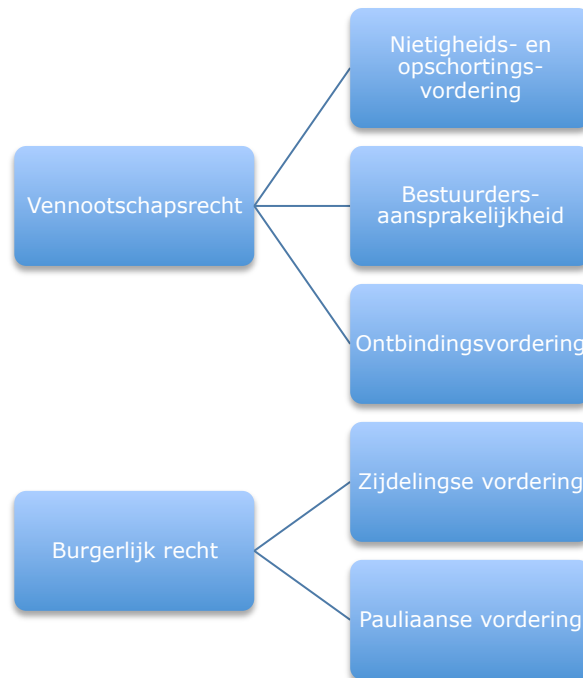 Vennootschapsrecht
Nietigheids- en
opschortings-
vordering
Bestuurders-
aansprakelijkheid
Ontbindingsvordering
Burgerlijk recht
Zijdelingse vordering
Pauliaanse vordering